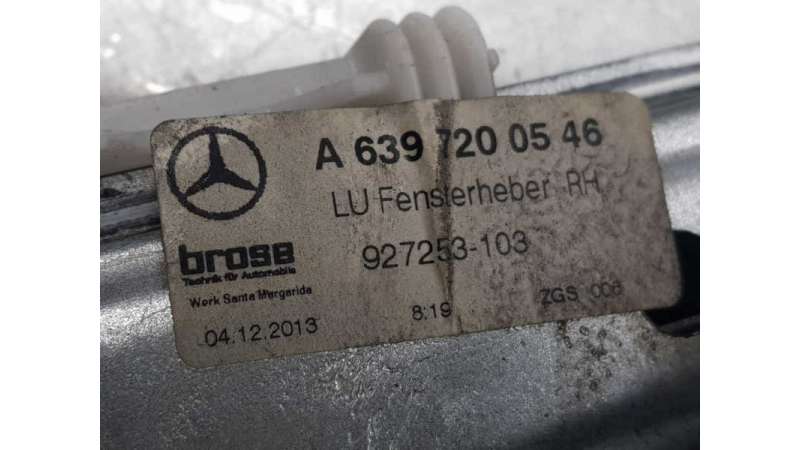 A 639 720 05 46
LU Fensterheber RH
brose
Technik für Automobile
927253-103
Work Santa Margarida
04.12.2013
8:19
ZGS 008